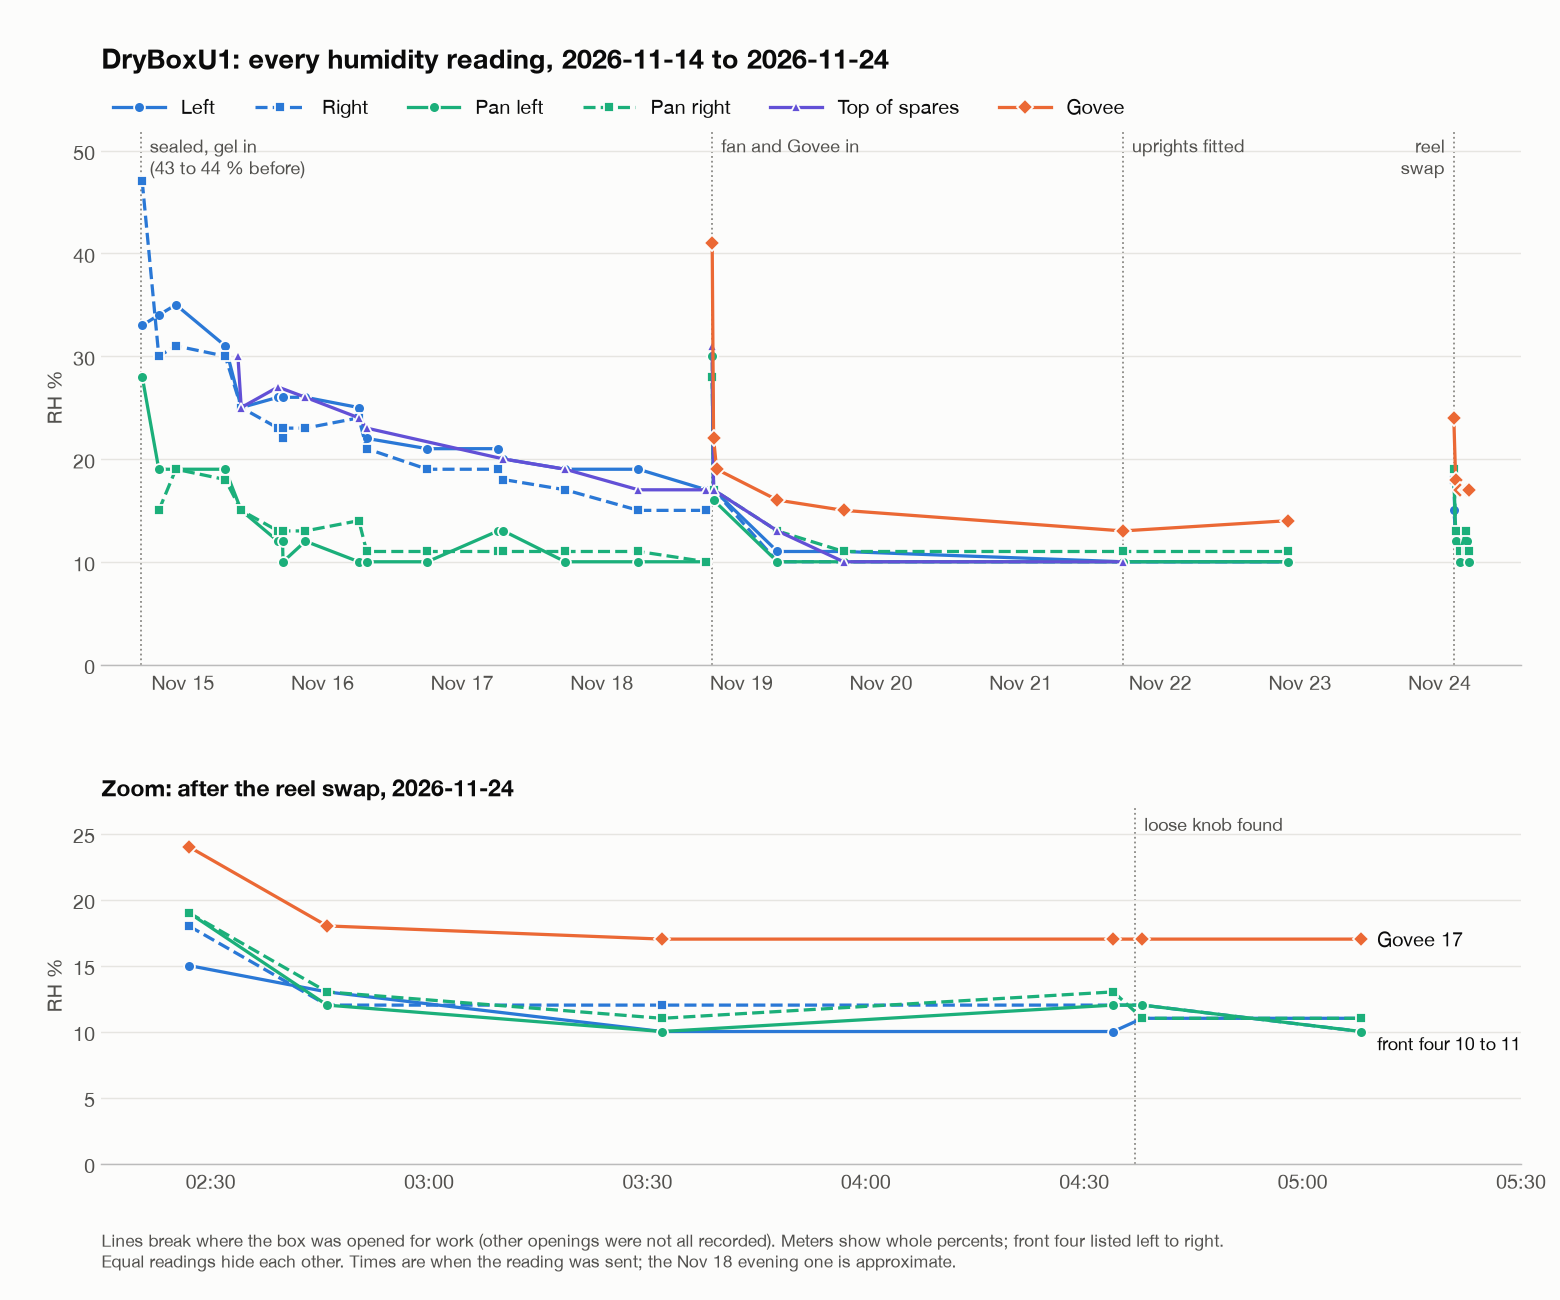 DryBoxU1: every humidity reading, 2026-11-14 to 2026-11-24
Left Right Pan left Pan right Top of spares Govee
sealed, gel in
(43 to 44 % before)
fan and Govee in
uprights fitted
reel
swap
RH %
50
40
30
20
10
0
Nov 15 Nov 16 Nov 17 Nov 18 Nov 19 Nov 20 Nov 21 Nov 22 Nov 23 Nov 24
Zoom: after the reel swap, 2026-11-24
loose knob found
RH %
25
20
15
10
5
0
Govee 17
front four 10 to 11
02:30 03:00 03:30 04:00 04:30 05:00 05:30
Lines break where the box was opened for work (other openings were not all recorded). Meters show whole percents; front four listed left to right.
Equal readings hide each other. Times are when the reading was sent; the Nov 18 evening one is approximate.